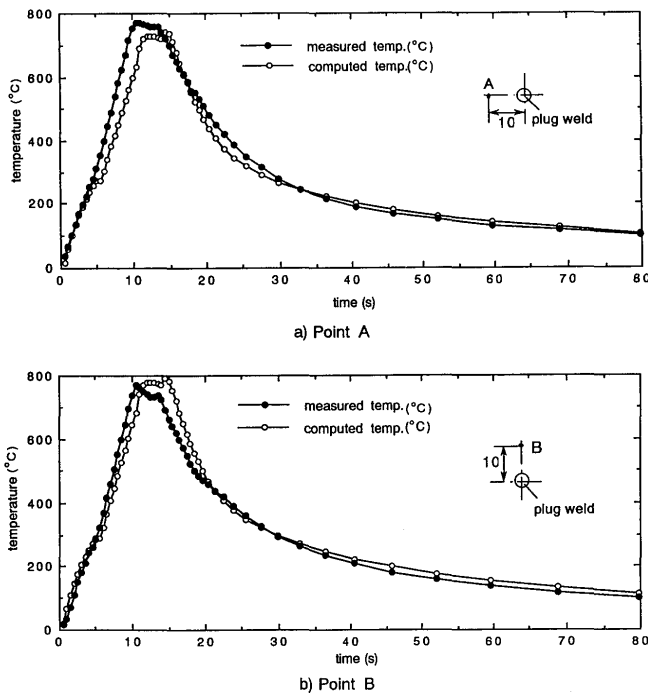 800
600
400
200
0
temperature (°C)
measured temp.(°C)
computed temp.(°C)
A
10
plug weld
0 10 20 30 40 50 60 70 80
time (s)
a) Point A
800
600
400
200
0
temperature (°C)
measured temp.(°C)
computed temp.(°C)
B
10
plug weld
0 10 20 30 40 50 60 70 80
time (s)
b) Point B